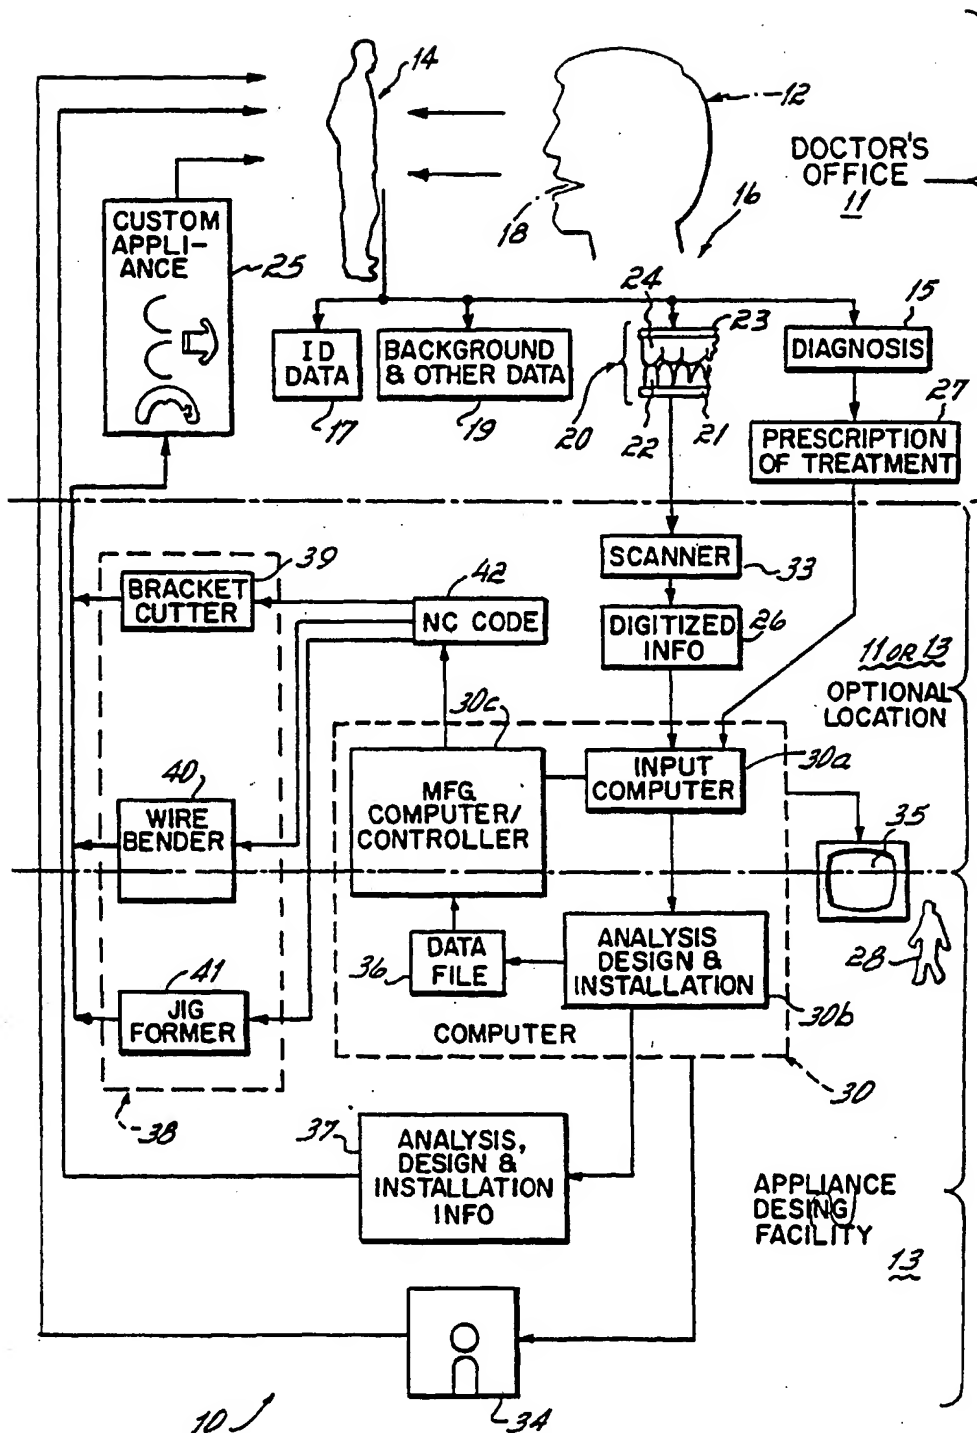 14
12
DOCTOR'S
OFFICE
11
18
16
CUSTOM
APPLI-
ANCE
25
24
23
15
ID
DATA
BACKGROUND
& OTHER DATA
DIAGNOSIS
17
19
20
22
21
27
PRESCRIPTION
OF TREATMENT
SCANNER
33
39
BRACKET
CUTTER
42
NC CODE
DIGITIZED
INFO
26
11 OR 13
OPTIONAL
LOCATION
30c
INPUT
COMPUTER
30a
MFG.
COMPUTER/
CONTROLLER
40
WIRE
BENDER
35
DATA
FILE
36
ANALYSIS
DESIGN &
INSTALLATION
30b
28
41
JIG
FORMER
COMPUTER
30
38
37
ANALYSIS,
DESIGN &
INSTALLATION
INFO
APPLIANCE
DESING
FACILITY
13
34
10